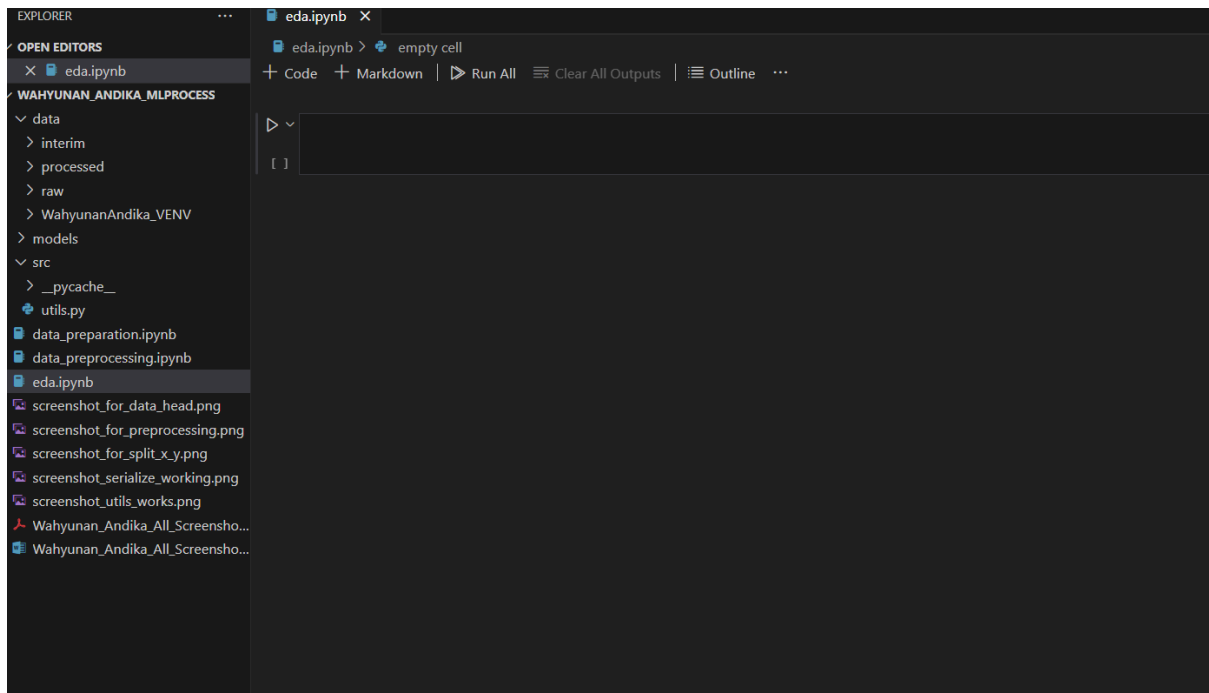 EXPLORER ...
OPEN EDITORS
eda.ipynb
WAHYUNAN_ANDIKA_MLPROCESS
data
interim
processed
raw
WahyunanAndika_VENV
models
src
__pycache__
utils.py
data_preparation.ipynb
data_preprocessing.ipynb
eda.ipynb
screenshot_for_data_head.png
screenshot_for_preprocessing.png
screenshot_for_split_x_y.png
screenshot_serialize_working.png
screenshot_utils_works.png
Wahyunan_Andika_All_Screensho...
Wahyunan_Andika_All_Screensho...
eda.ipynb
eda.ipynb > empty cell
+ Code + Markdown | Run All Clear All Outputs | Outline ...
[ ]